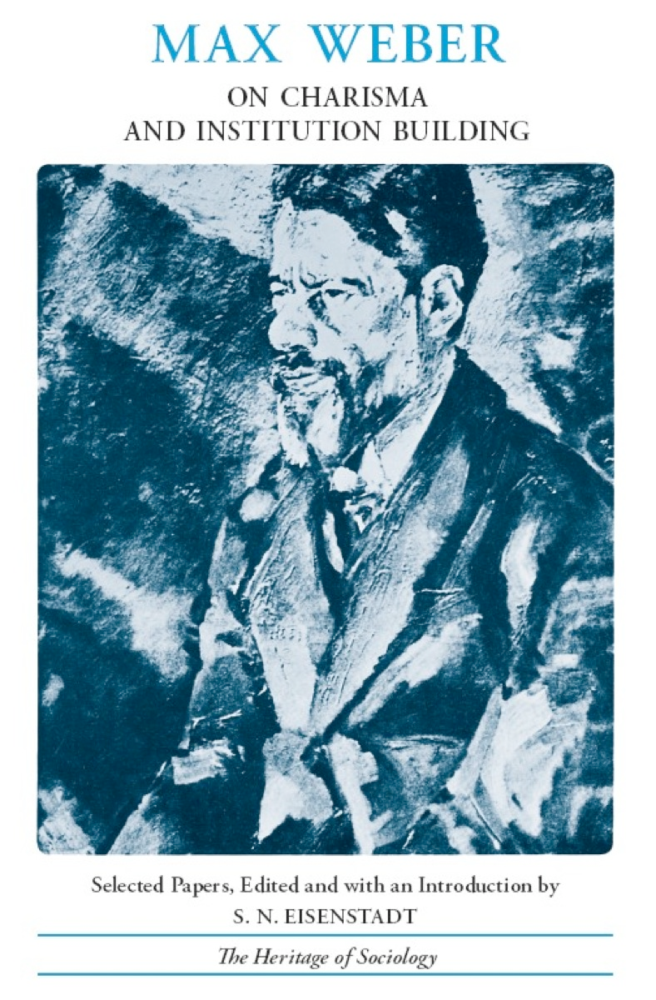 MAX WEBER
ON CHARISMA
AND INSTITUTION BUILDING
Selected Papers, Edited and with an Introduction by
S. N. EISENSTADT
The Heritage of Sociology